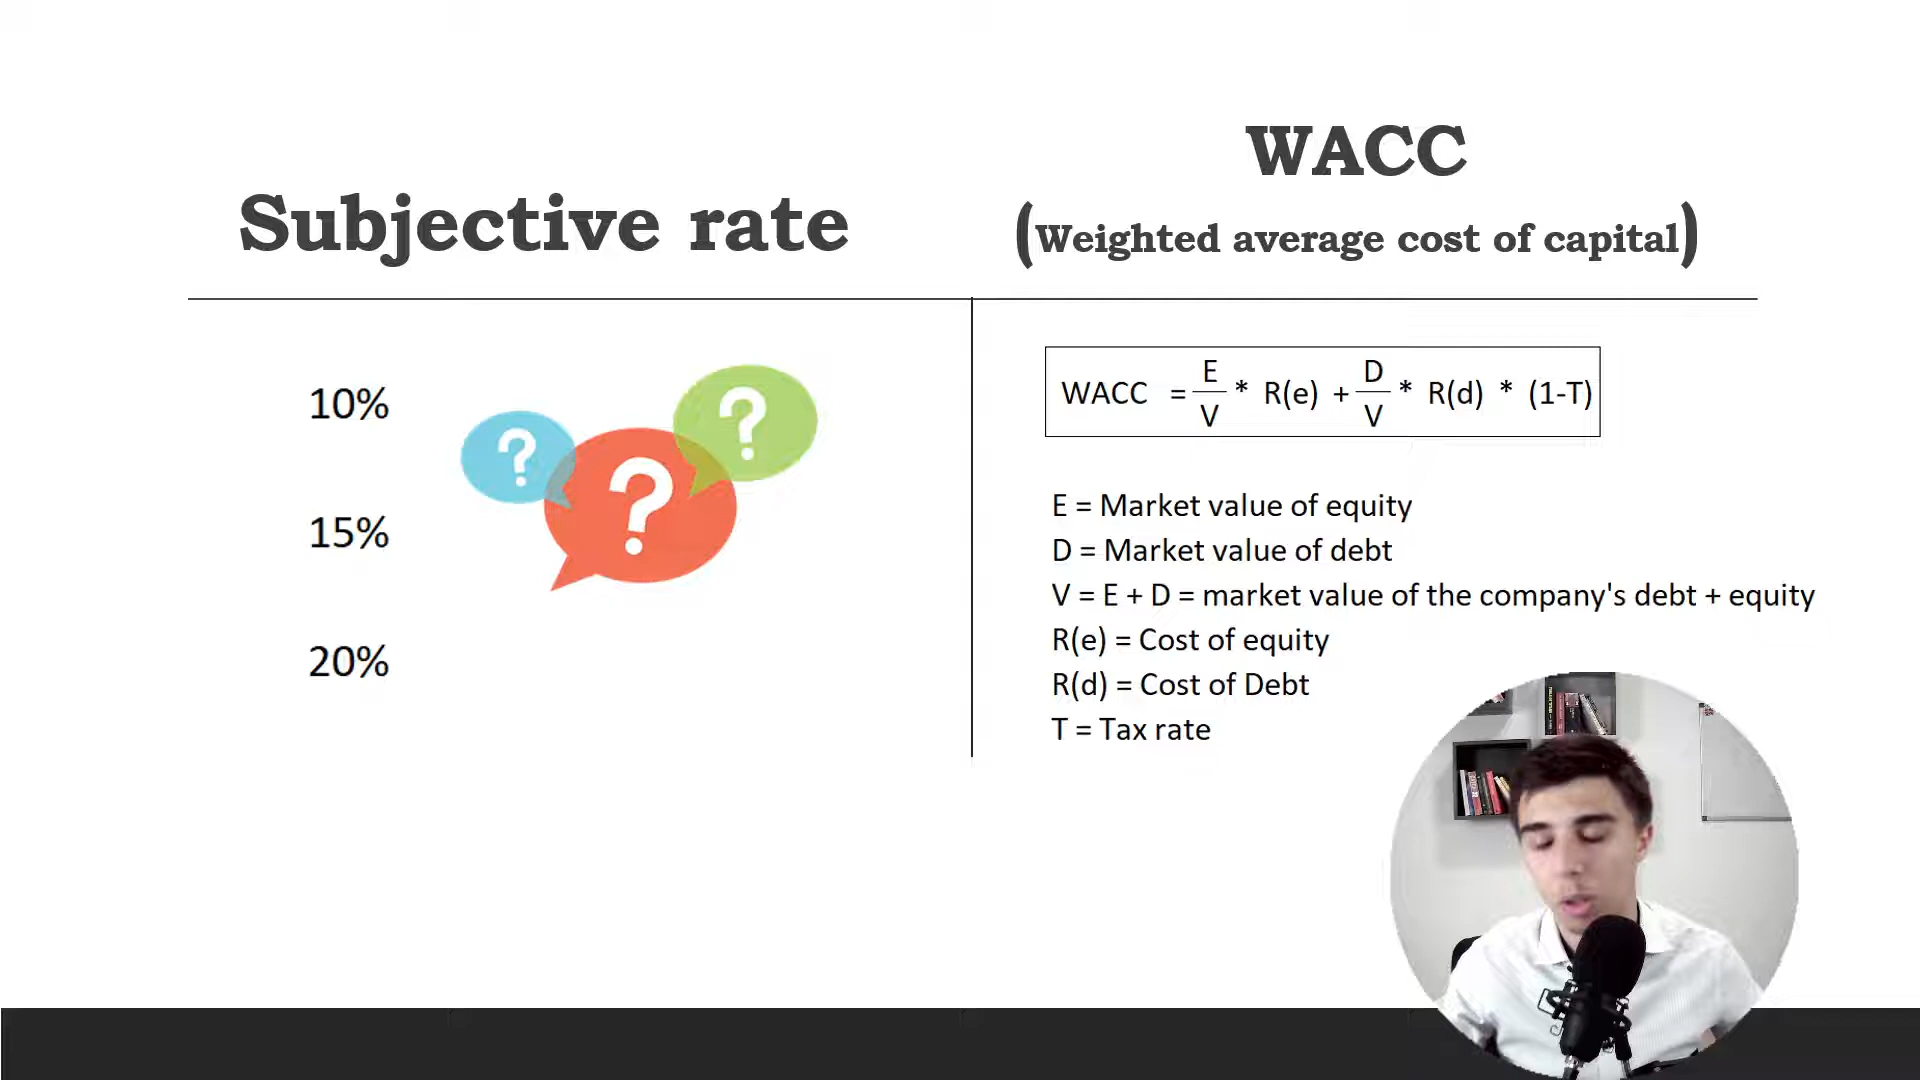 Subjective rate
10%
15%
20%
? ? ?
WACC
(Weighted average cost of capital)
WACC = E/V * R(e) + D/V * R(d) * (1-T)
E = Market value of equity
D = Market value of debt
V = E + D = market value of the company's debt + equity
R(e) = Cost of equity
R(d) = Cost of Debt
T = Tax rate